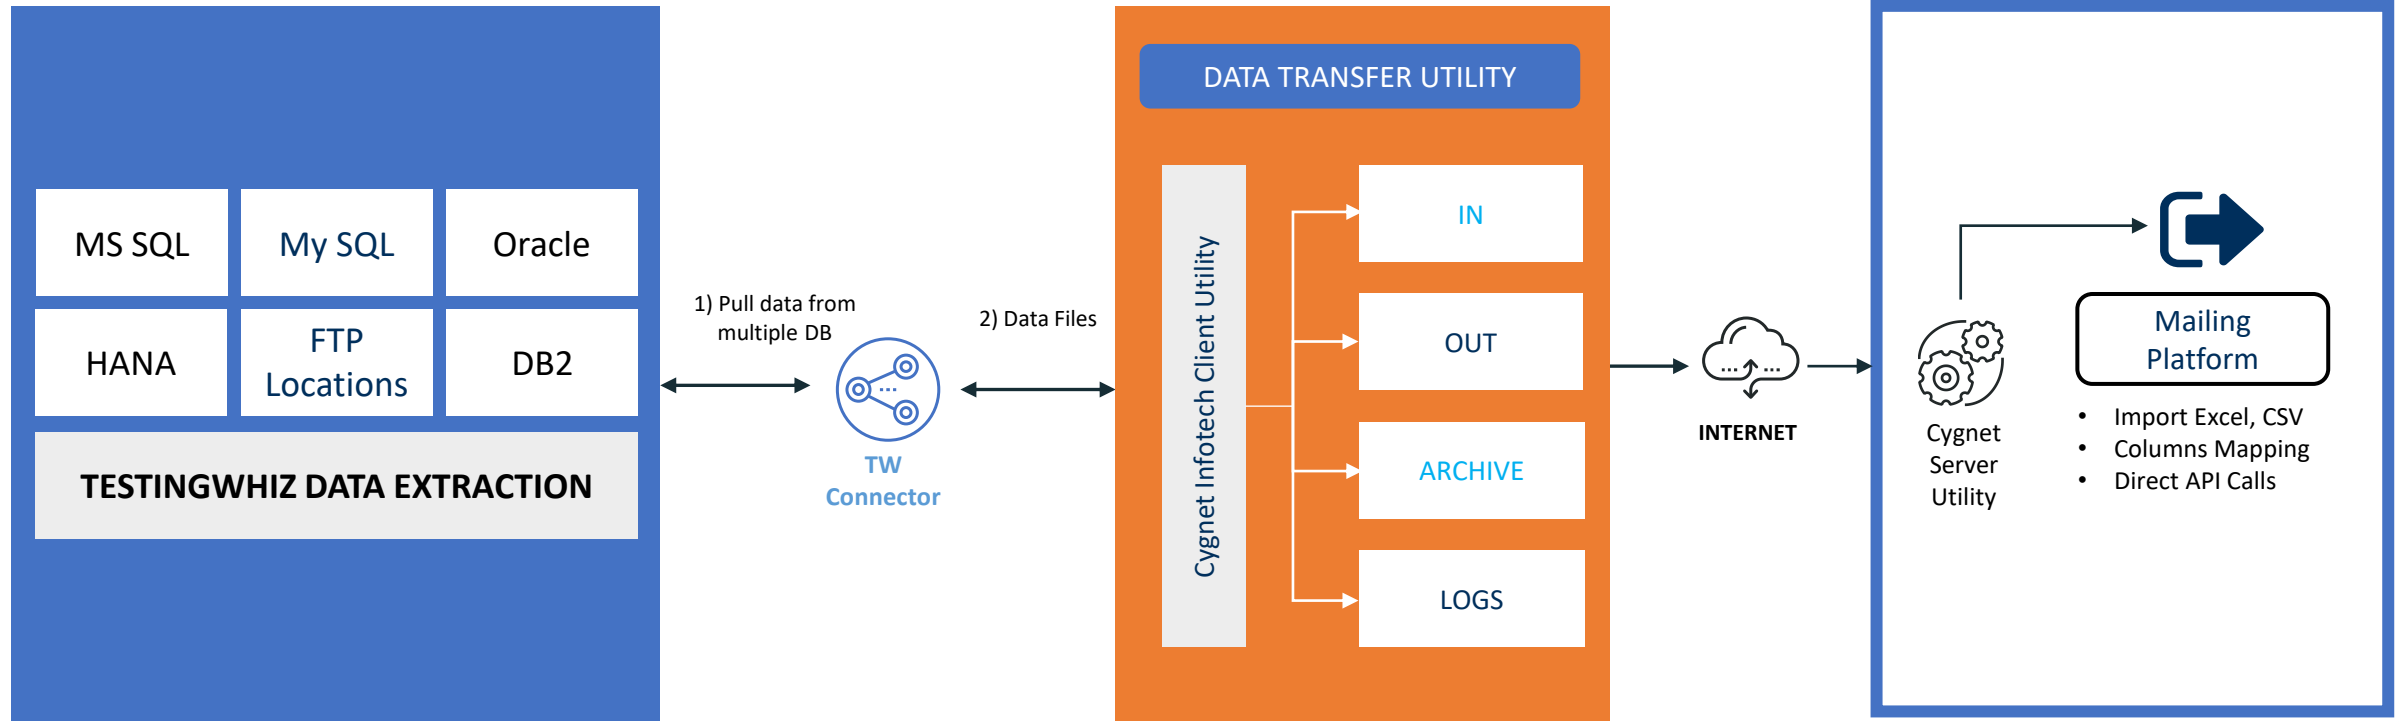 MS SQL
My SQL
Oracle
HANA
FTP
Locations
DB2
TESTINGWHIZ DATA EXTRACTION
1) Pull data from
multiple DB
TW
Connector
2) Data Files
DATA TRANSFER UTILITY
Cygnet Infotech Client Utility
IN
OUT
ARCHIVE
LOGS
INTERNET
Cygnet
Server
Utility
Mailing
Platform
• Import Excel, CSV
• Columns Mapping
• Direct API Calls